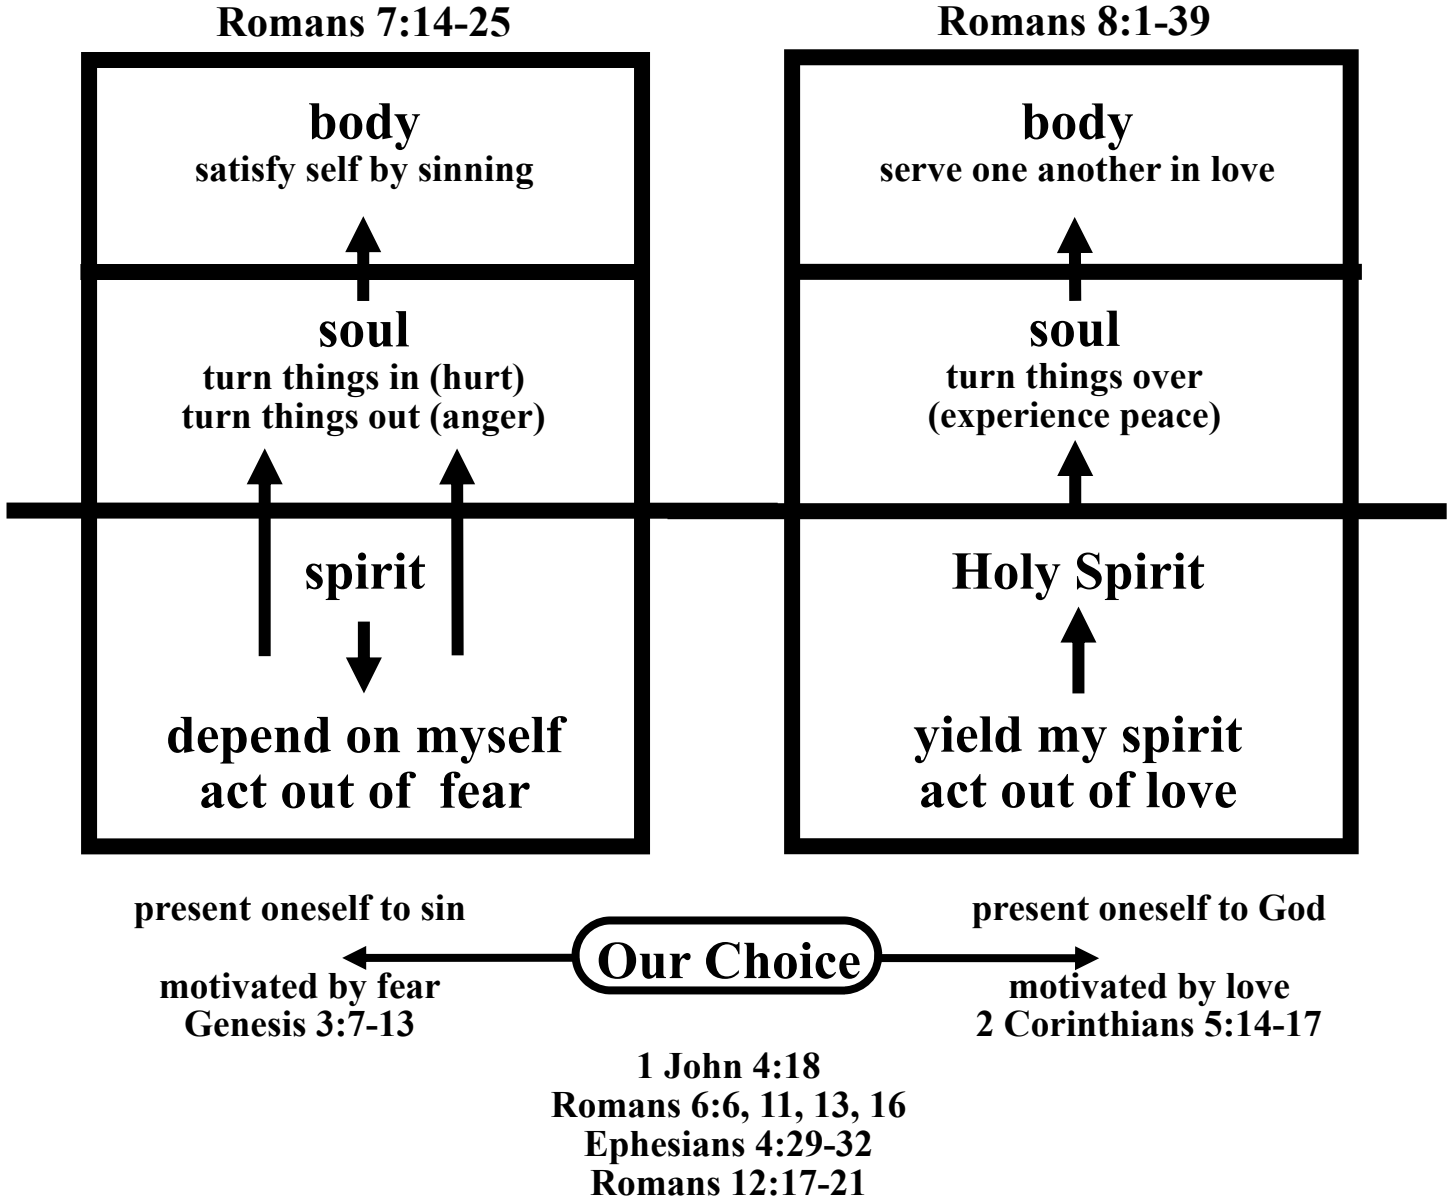 Romans 7:14-25
body
satisfy self by sinning
soul
turn things in (hurt)
turn things out (anger)
spirit
depend on myself
act out of fear
Romans 8:1-39
body
serve one another in love
soul
turn things over
(experience peace)
Holy Spirit
yield my spirit
act out of love
present oneself to sin
motivated by fear
Genesis 3:7-13
Our Choice
present oneself to God
motivated by love
2 Corinthians 5:14-17
1 John 4:18
Romans 6:6, 11, 13, 16
Ephesians 4:29-32
Romans 12:17-21